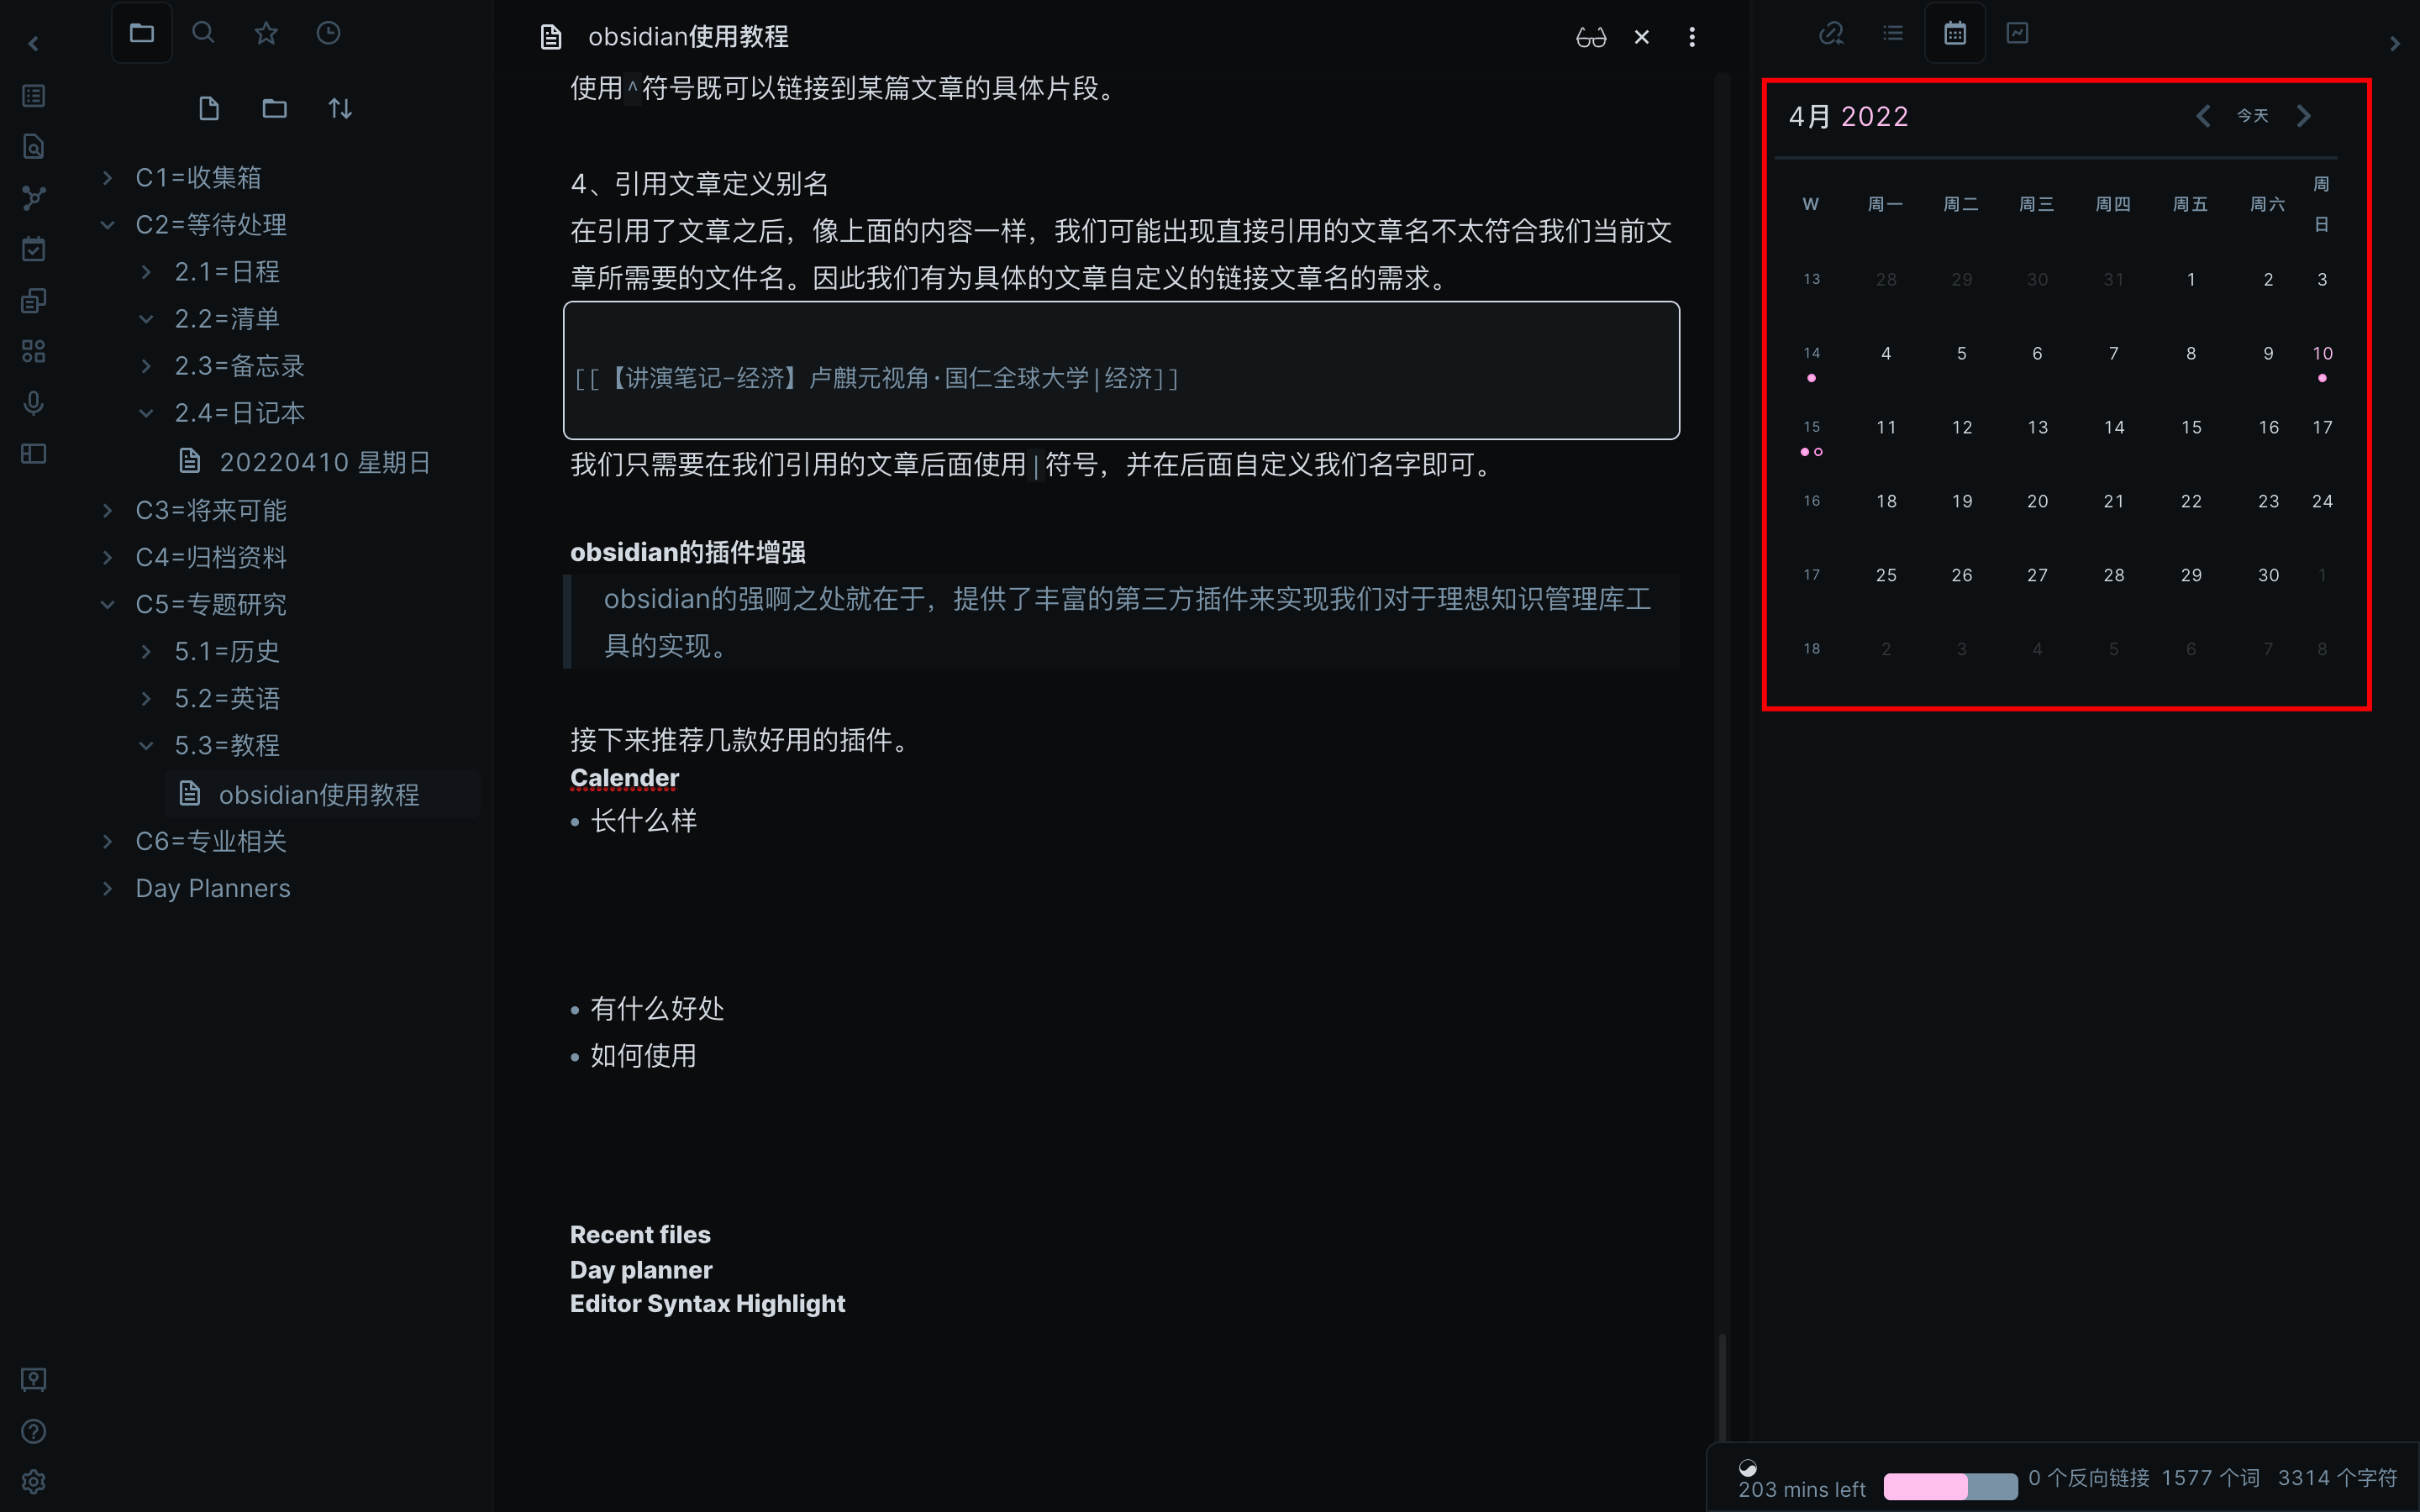 C1=收集箱
C2=等待处理
2.1=日程
2.2=清单
2.3=备忘录
2.4=日记本
20220410 星期日
C3=将来可能
C4=归档资料
C5=专题研究
5.1=历史
5.2=英语
5.3=教程
obsidian使用教程
C6=专业相关
Day Planners
obsidian使用教程
使用^符号既可以链接到某篇文章的具体片段。
4、引用文章定义别名
在引用了文章之后，像上面的内容一样，我们可能出现直接引用的文章名不太符合我们当前文
章所需要的文件名。因此我们有为具体的文章自定义的链接文章名的需求。
[[【讲演笔记-经济】卢麒元视角·国仁全球大学|经济]]
我们只需要在我们引用的文章后面使用|符号，并在后面自定义我们名字即可。
obsidian的插件增强
obsidian的强啊之处就在于，提供了丰富的第三方插件来实现我们对于理想知识管理库工
具的实现。
接下来推荐几款好用的插件。
Calender
• 长什么样
• 有什么好处
• 如何使用
Recent files
Day planner
Editor Syntax Highlight
4月 2022 今天
W 周一 周二 周三 周四 周五 周六 周日
13 28 29 30 31 1 2 3
14 4 5 6 7 8 9 10
15 11 12 13 14 15 16 17
16 18 19 20 21 22 23 24
17 25 26 27 28 29 30 1
18 2 3 4 5 6 7 8
203 mins left 0 个反向链接 1577 个词 3314 个字符